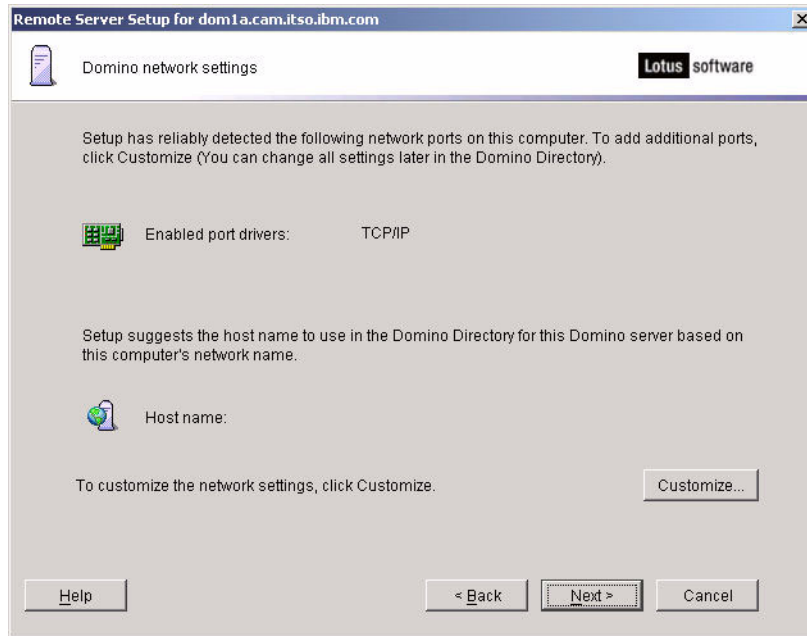 Remote Server Setup for dom1a.cam.itso.ibm.com
Domino network settings
Lotus software
Setup has reliably detected the following network ports on this computer. To add additional ports,
click Customize (You can change all settings later in the Domino Directory).
Enabled port drivers: TCP/IP
Setup suggests the host name to use in the Domino Directory for this Domino server based on
this computer's network name.
Host name:
To customize the network settings, click Customize.
Customize...
Help
< Back
Next >
Cancel